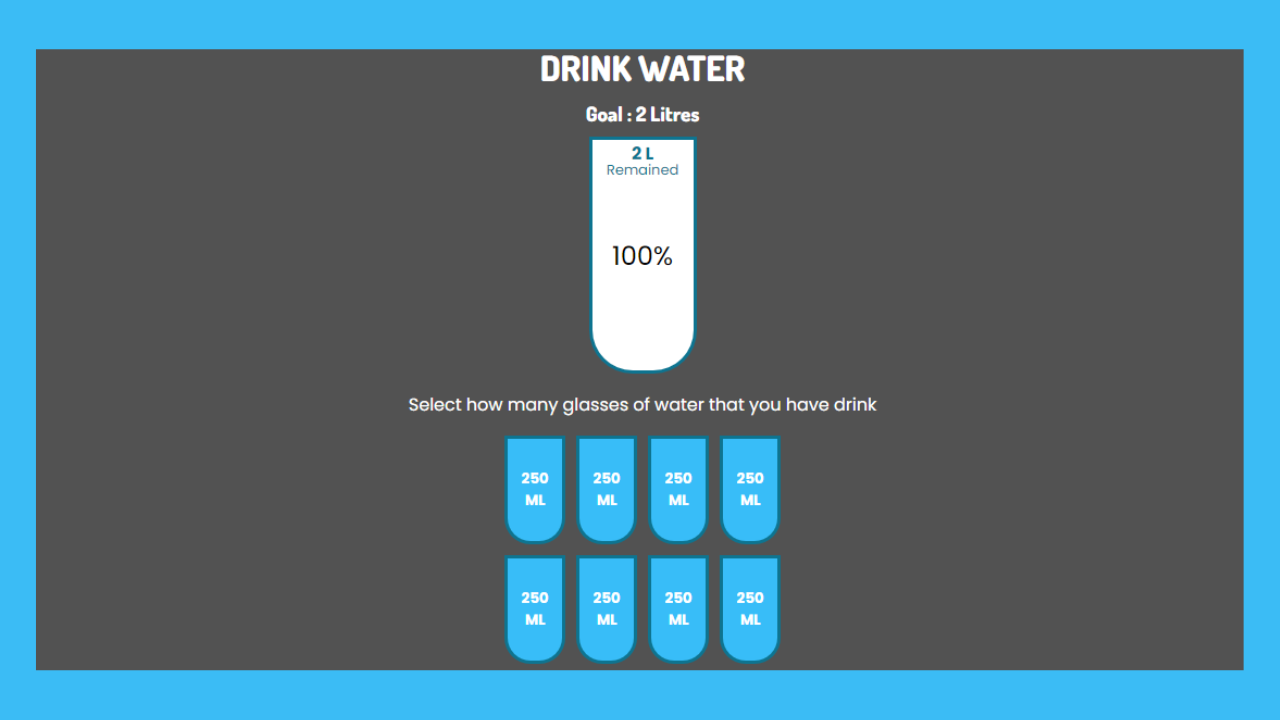 DRINK WATER
Goal : 2 Litres
2 L
Remained
100%
Select how many glasses of water that you have drink
250 250 250 250
ML ML ML ML
250 250 250 250
ML ML ML ML